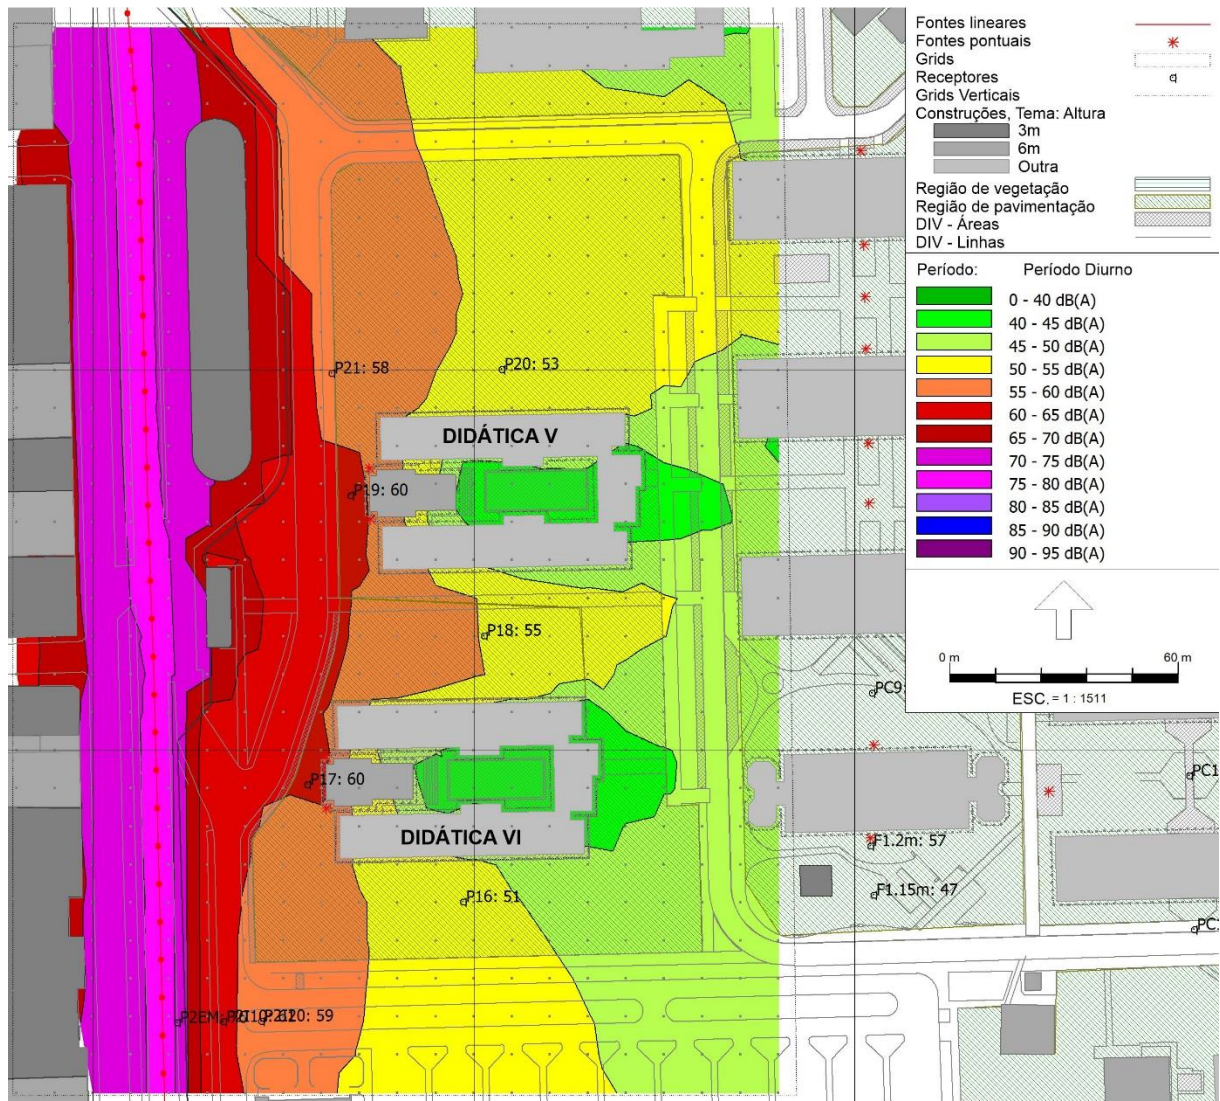 Fontes lineares
Fontes pontuais
Grids
Receptores
Grids Verticais
Construções, Tema: Altura
3m
6m
Outra
Região de vegetação
Região de pavimentação
DIV - Áreas
DIV - Linhas
Período: Período Diurno
0 - 40 dB(A)
40 - 45 dB(A)
45 - 50 dB(A)
50 - 55 dB(A)
55 - 60 dB(A)
60 - 65 dB(A)
65 - 70 dB(A)
70 - 75 dB(A)
75 - 80 dB(A)
80 - 85 dB(A)
85 - 90 dB(A)
90 - 95 dB(A)
0 m 60 m
ESC. = 1 : 1511
P21: 58
P20: 53
DIDÁTICA V
P19: 60
P18: 55
PC9:
P17: 60
PC1
DIDÁTICA VI
F1.2m: 57
F1.15m: 47
P16: 51
PC
P2EM: 59